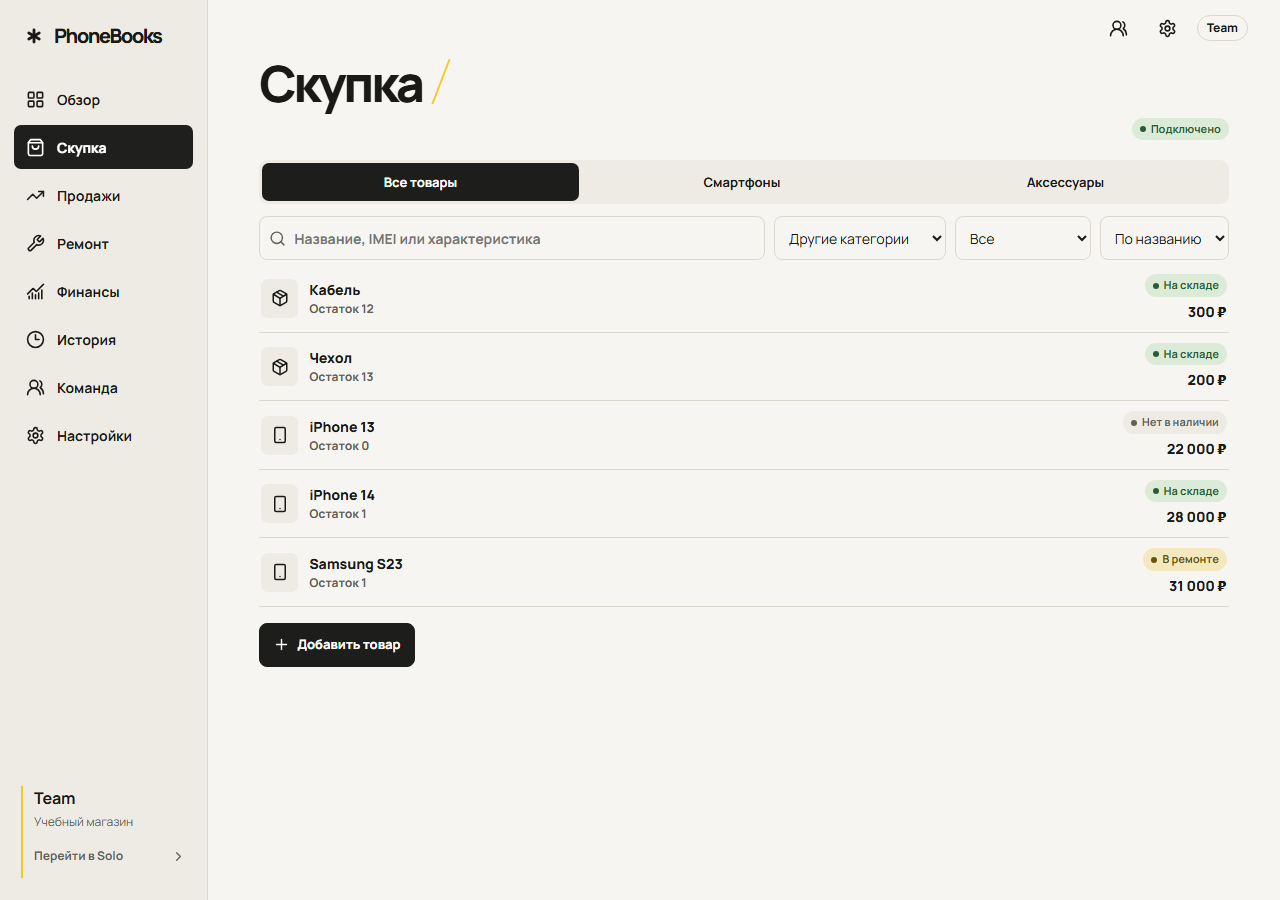 PhoneBooks
Team
Обзор
Скупка
Продажи
Ремонт
Финансы
История
Команда
Настройки
Team
Учебный магазин
Перейти в Solo
Скупка
Подключено
Все товары
Смартфоны
Аксессуары
Название, IMEI или характеристика
Другие категории
Все
По названию
Кабель
Остаток 12
На складе
300 ₽
Чехол
Остаток 13
На складе
200 ₽
iPhone 13
Остаток 0
Нет в наличии
22 000 ₽
iPhone 14
Остаток 1
На складе
28 000 ₽
Samsung S23
Остаток 1
В ремонте
31 000 ₽
Добавить товар